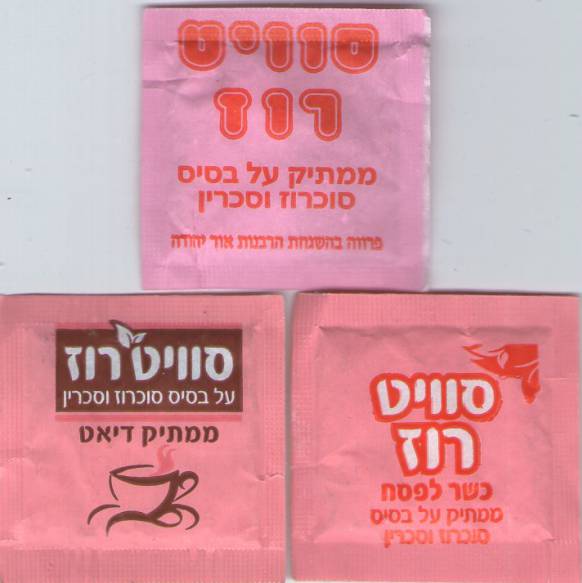 סוויט
רוז
ממתיק על בסיס
סוכרוז וסכרין
פרווה בהשגחת הרבנות אור יהודה
סוויט רוז
על בסיס סוכרוז וסכרין
ממתיק דיאט
סוויט
רוז
כשר לפסח
ממתיק על בסיס
סוכרוז וסכרין